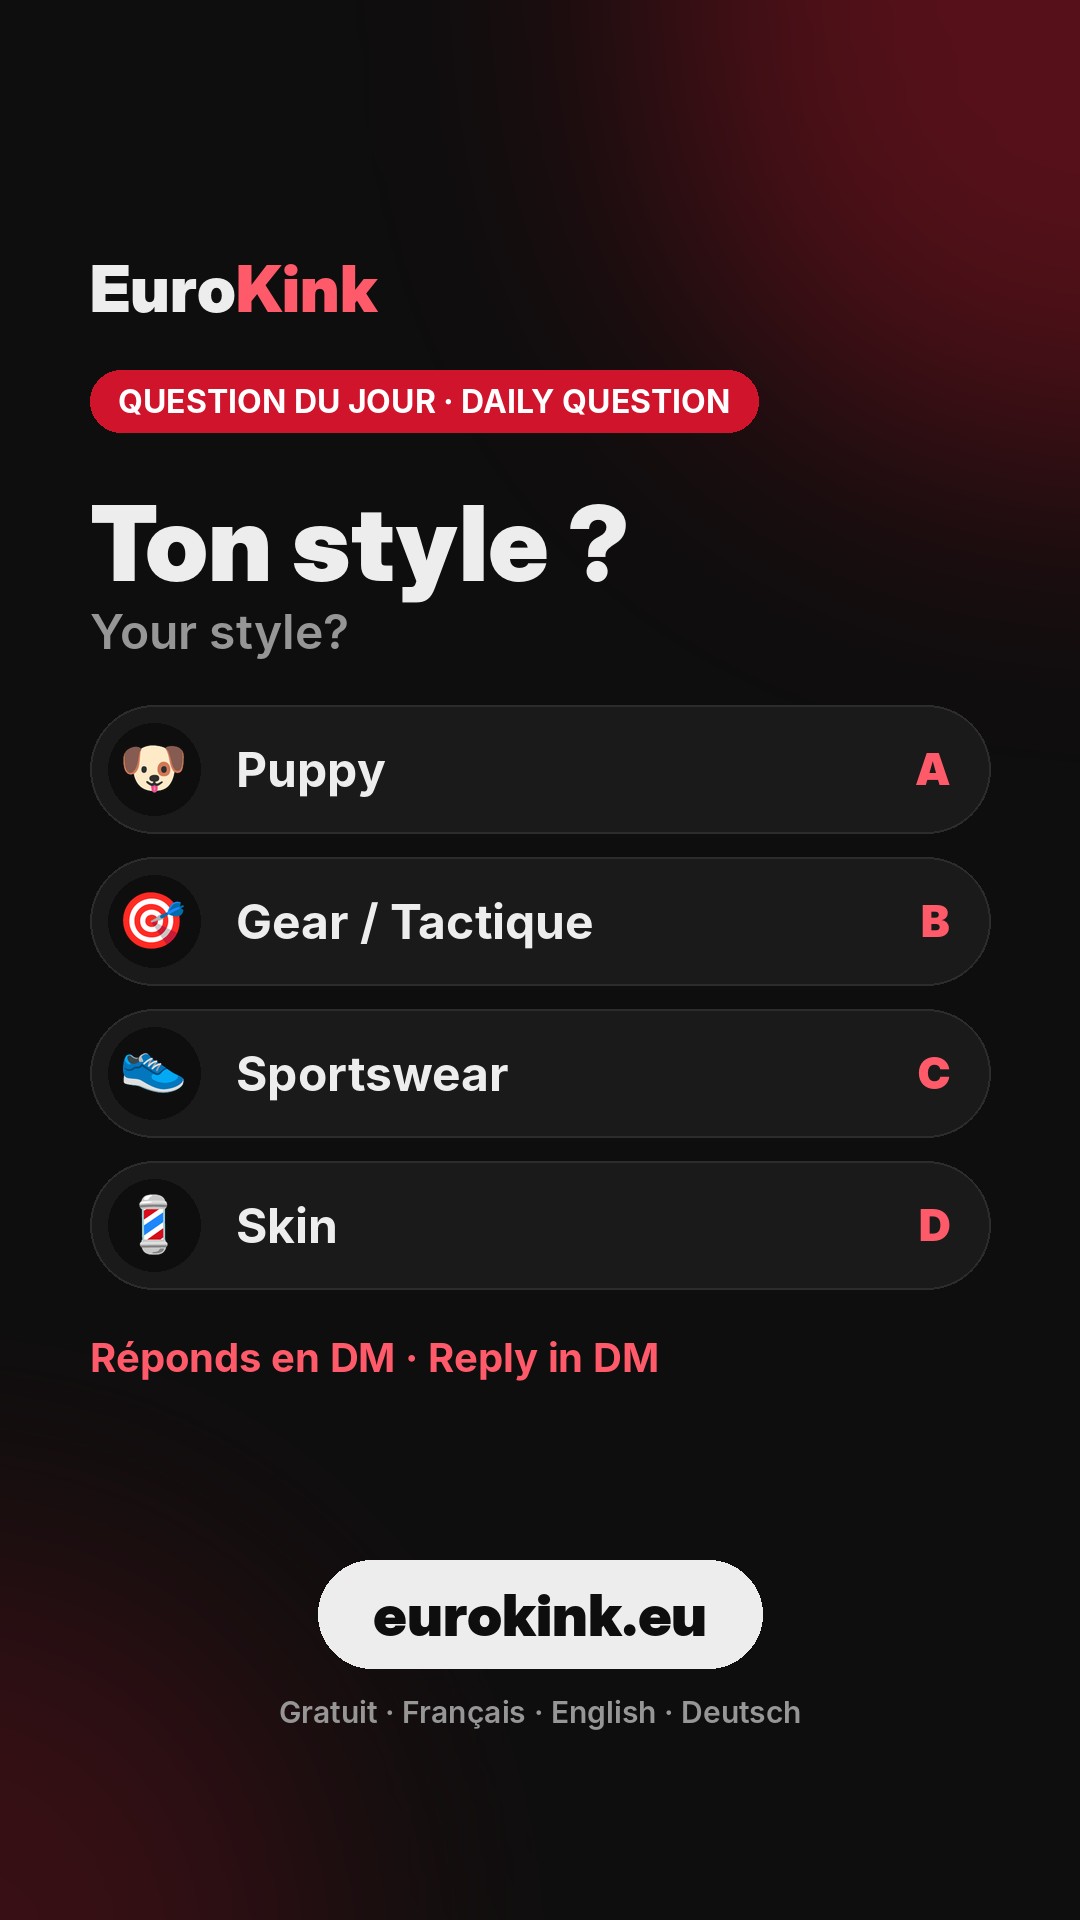 EuroKink
QUESTION DU JOUR · DAILY QUESTION
Ton style ?
Your style?
Puppy A
Gear / Tactique B
Sportswear C
Skin D
Réponds en DM · Reply in DM
eurokink.eu
Gratuit · Français · English · Deutsch